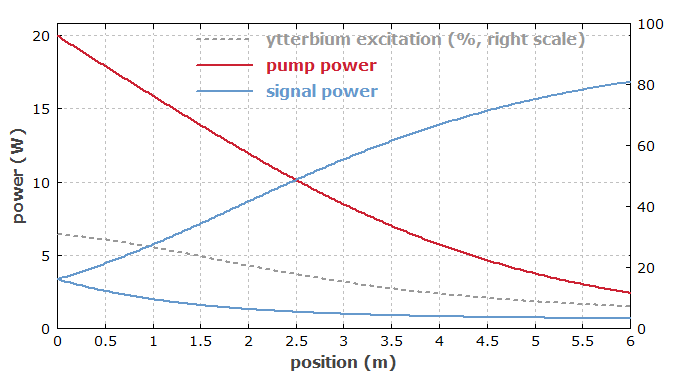 20
15
10
5
0
power (W)
ytterbium excitation (%, right scale)
pump power
signal power
100
80
60
40
20
0
0 0.5 1 1.5 2 2.5 3 3.5 4 4.5 5 5.5 6
position (m)